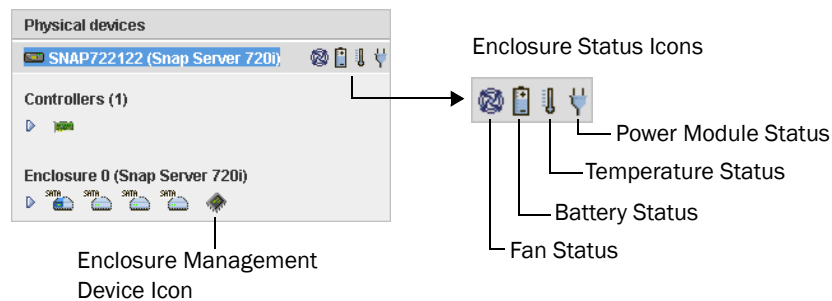 Physical devices
SNAP722122 (Snap Server 720i)
Controllers (1)
Enclosure 0 (Snap Server 720i)
SATA SATA SATA SATA
Enclosure Management
Device Icon
Enclosure Status Icons
Power Module Status
Temperature Status
Battery Status
Fan Status